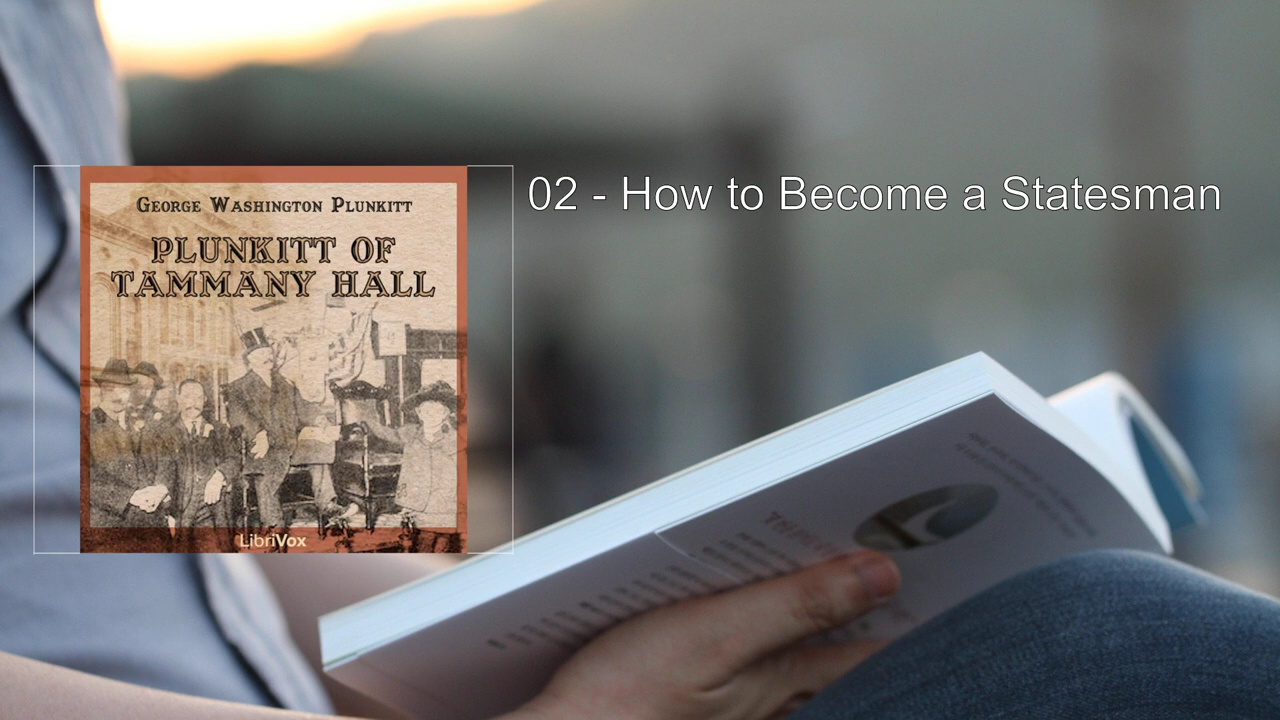 George Washington Plunkitt
PLUNKITT OF
TAMMANY HALL
LibriVox
02 - How to Become a Statesman